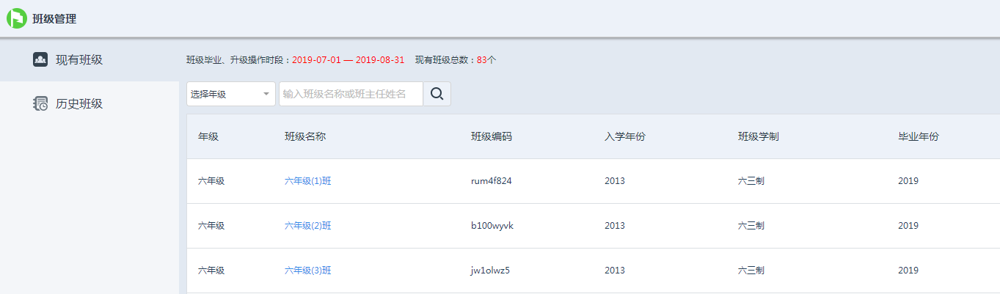 班级管理
现有班级
历史班级
班级毕业、升级操作时段：2019-07-01 — 2019-08-31 现有班级总数：83个
选择年级 输入班级名称或班主任姓名
年级 班级名称 班级编码 入学年份 班级学制 毕业年份
六年级 六年级(1)班 rum4f824 2013 六三制 2019
六年级 六年级(2)班 b100wyvk 2013 六三制 2019
六年级 六年级(3)班 jw1olwz5 2013 六三制 2019